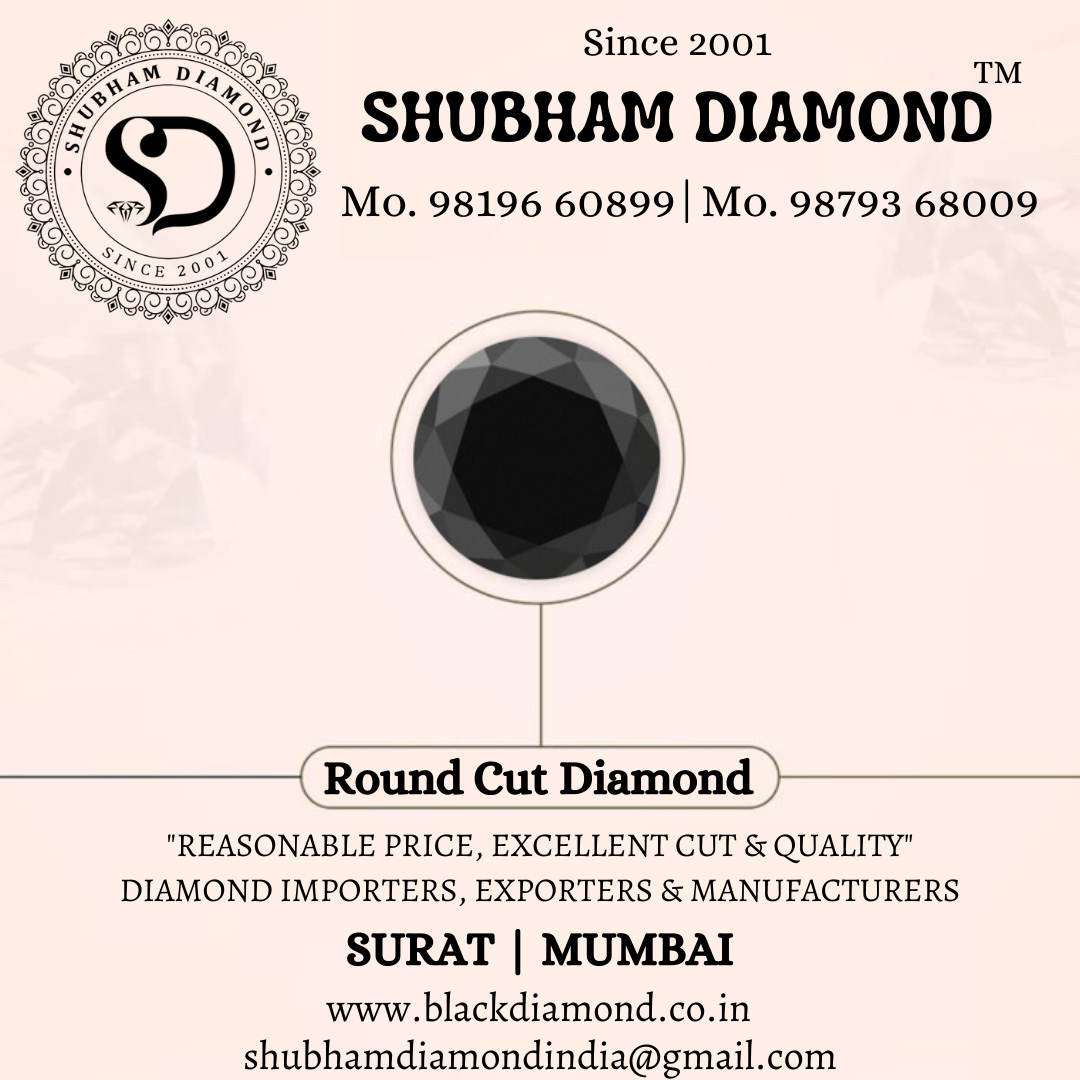 SHUBHAM DIAMOND
SD
SINCE 2001
Since 2001
SHUBHAM DIAMOND™
Mo. 98196 60899 | Mo. 98793 68009
Round Cut Diamond
"REASONABLE PRICE, EXCELLENT CUT & QUALITY"
DIAMOND IMPORTERS, EXPORTERS & MANUFACTURERS
SURAT | MUMBAI
www.blackdiamond.co.in
shubhamdiamondindia@gmail.com